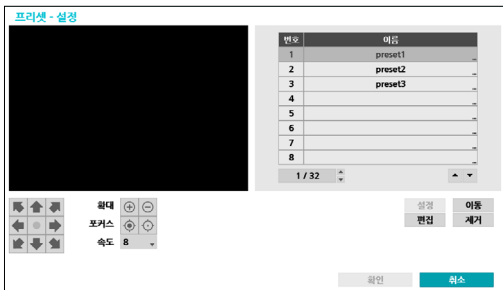 프리셋 - 설정
번호 이름
1 preset1
2 preset2
3 preset3
4
5
6
7
8
1 / 32
확대
포커스
속도 8
설정 이동
편집 제거
확인 취소